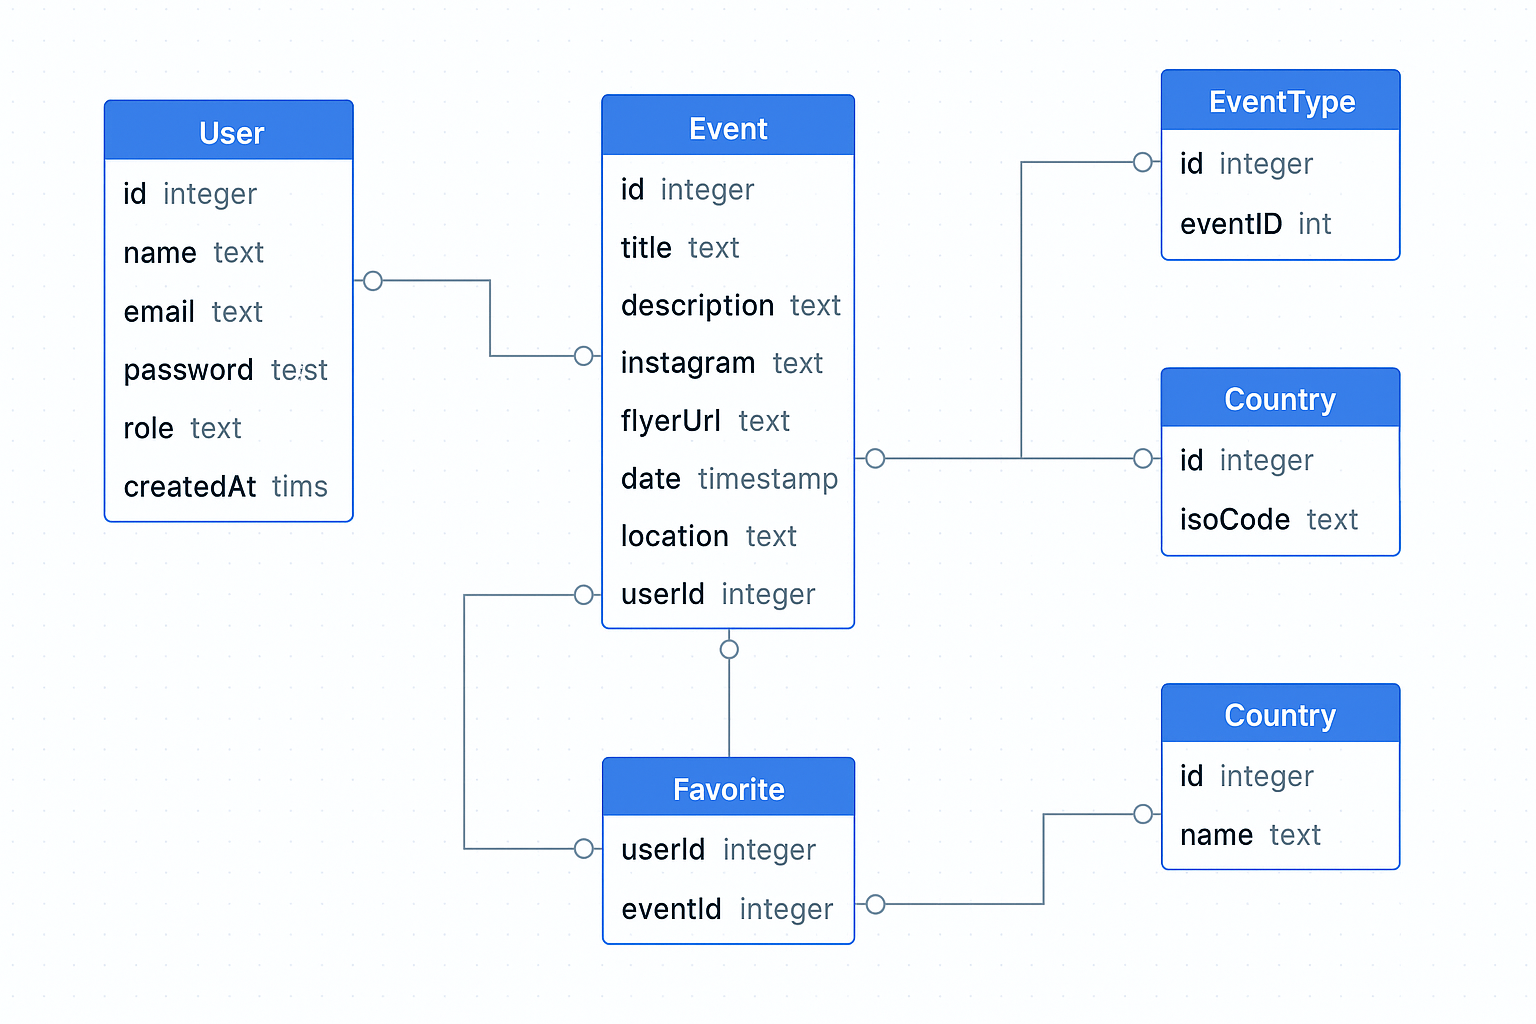 User
id integer
name text
email text
password test
role text
createdAt tims
Event
id integer
title text
description text
instagram text
flyerUrl text
date timestamp
location text
userId integer
EventType
id integer
eventID int
Country
id integer
isoCode text
Favorite
userId integer
eventId integer
Country
id integer
name text